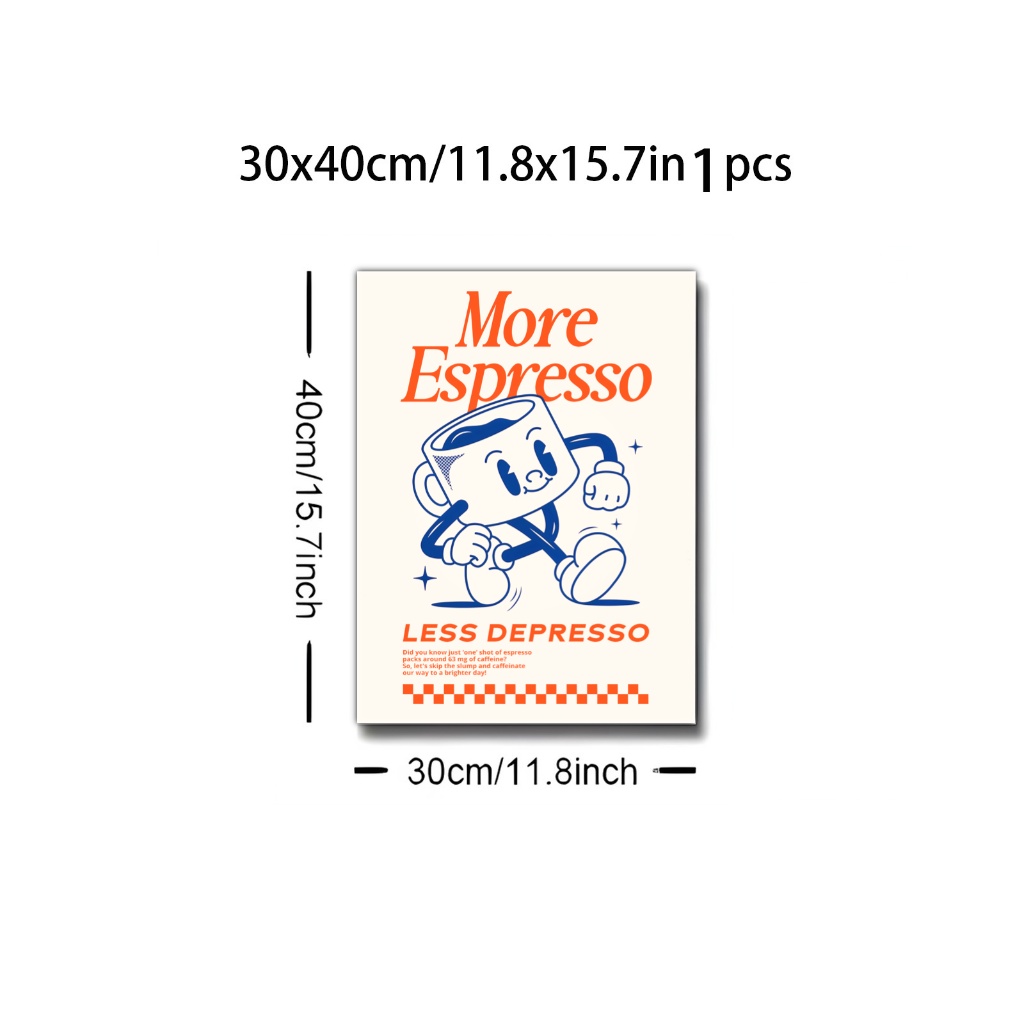 30x40cm/11.8x15.7in 1 pcs
More
Espresso
40cm/15.7inch
LESS DEPRESSO
Did you know just 'one' shot of espresso
packs around 63 mg of caffeine?
So, let's skip the slump and caffeinate
our way to a brighter day!
30cm/11.8inch